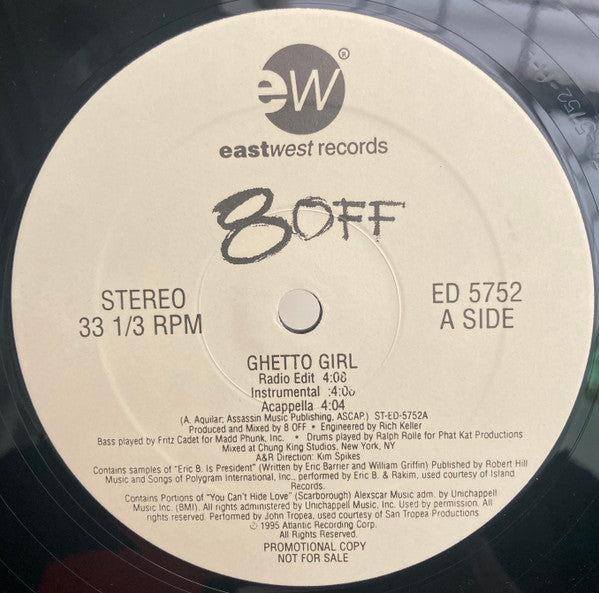 eW®
eastwest records
8 OFF
STEREO
33 1/3 RPM
ED 5752
A SIDE
GHETTO GIRL
Radio Edit 4:08
Instrumental :4:08
Acappella 4:04
(A. Aquilar; Assassin Music Publishing, ASCAP.) ST-ED-5752A
Produced and Mixed by 8 OFF • Engineered by Rich Keller
Bass played by Fritz Cadet for Madd Phunk, Inc. • Drums played by Ralph Rolle for Phat Kat Productions
Mixed at Chung King Studios, New York, NY
A&R Direction: Kim Spikes
Contains samples of "Eric B. Is President" (Written by Eric Barrier and William Griffin) Published by Robert Hill
Music and Songs of Polygram International, Inc., performed by Eric B. & Rakim, used courtesy of Island
Records.
Contains Portions of "You Can't Hide Love" (Scarborough) Alexscar Music adm. by Unichappell
Music Inc. (BMI). All rights administered by Unichappell Music, Inc. Used by permission. All
rights reserved. Performed by John Tropea, used courtesy of San Tropea Productions
© 1995 Atlantic Recording Corp.
All Rights Reserved.
PROMOTIONAL COPY
NOT FOR SALE